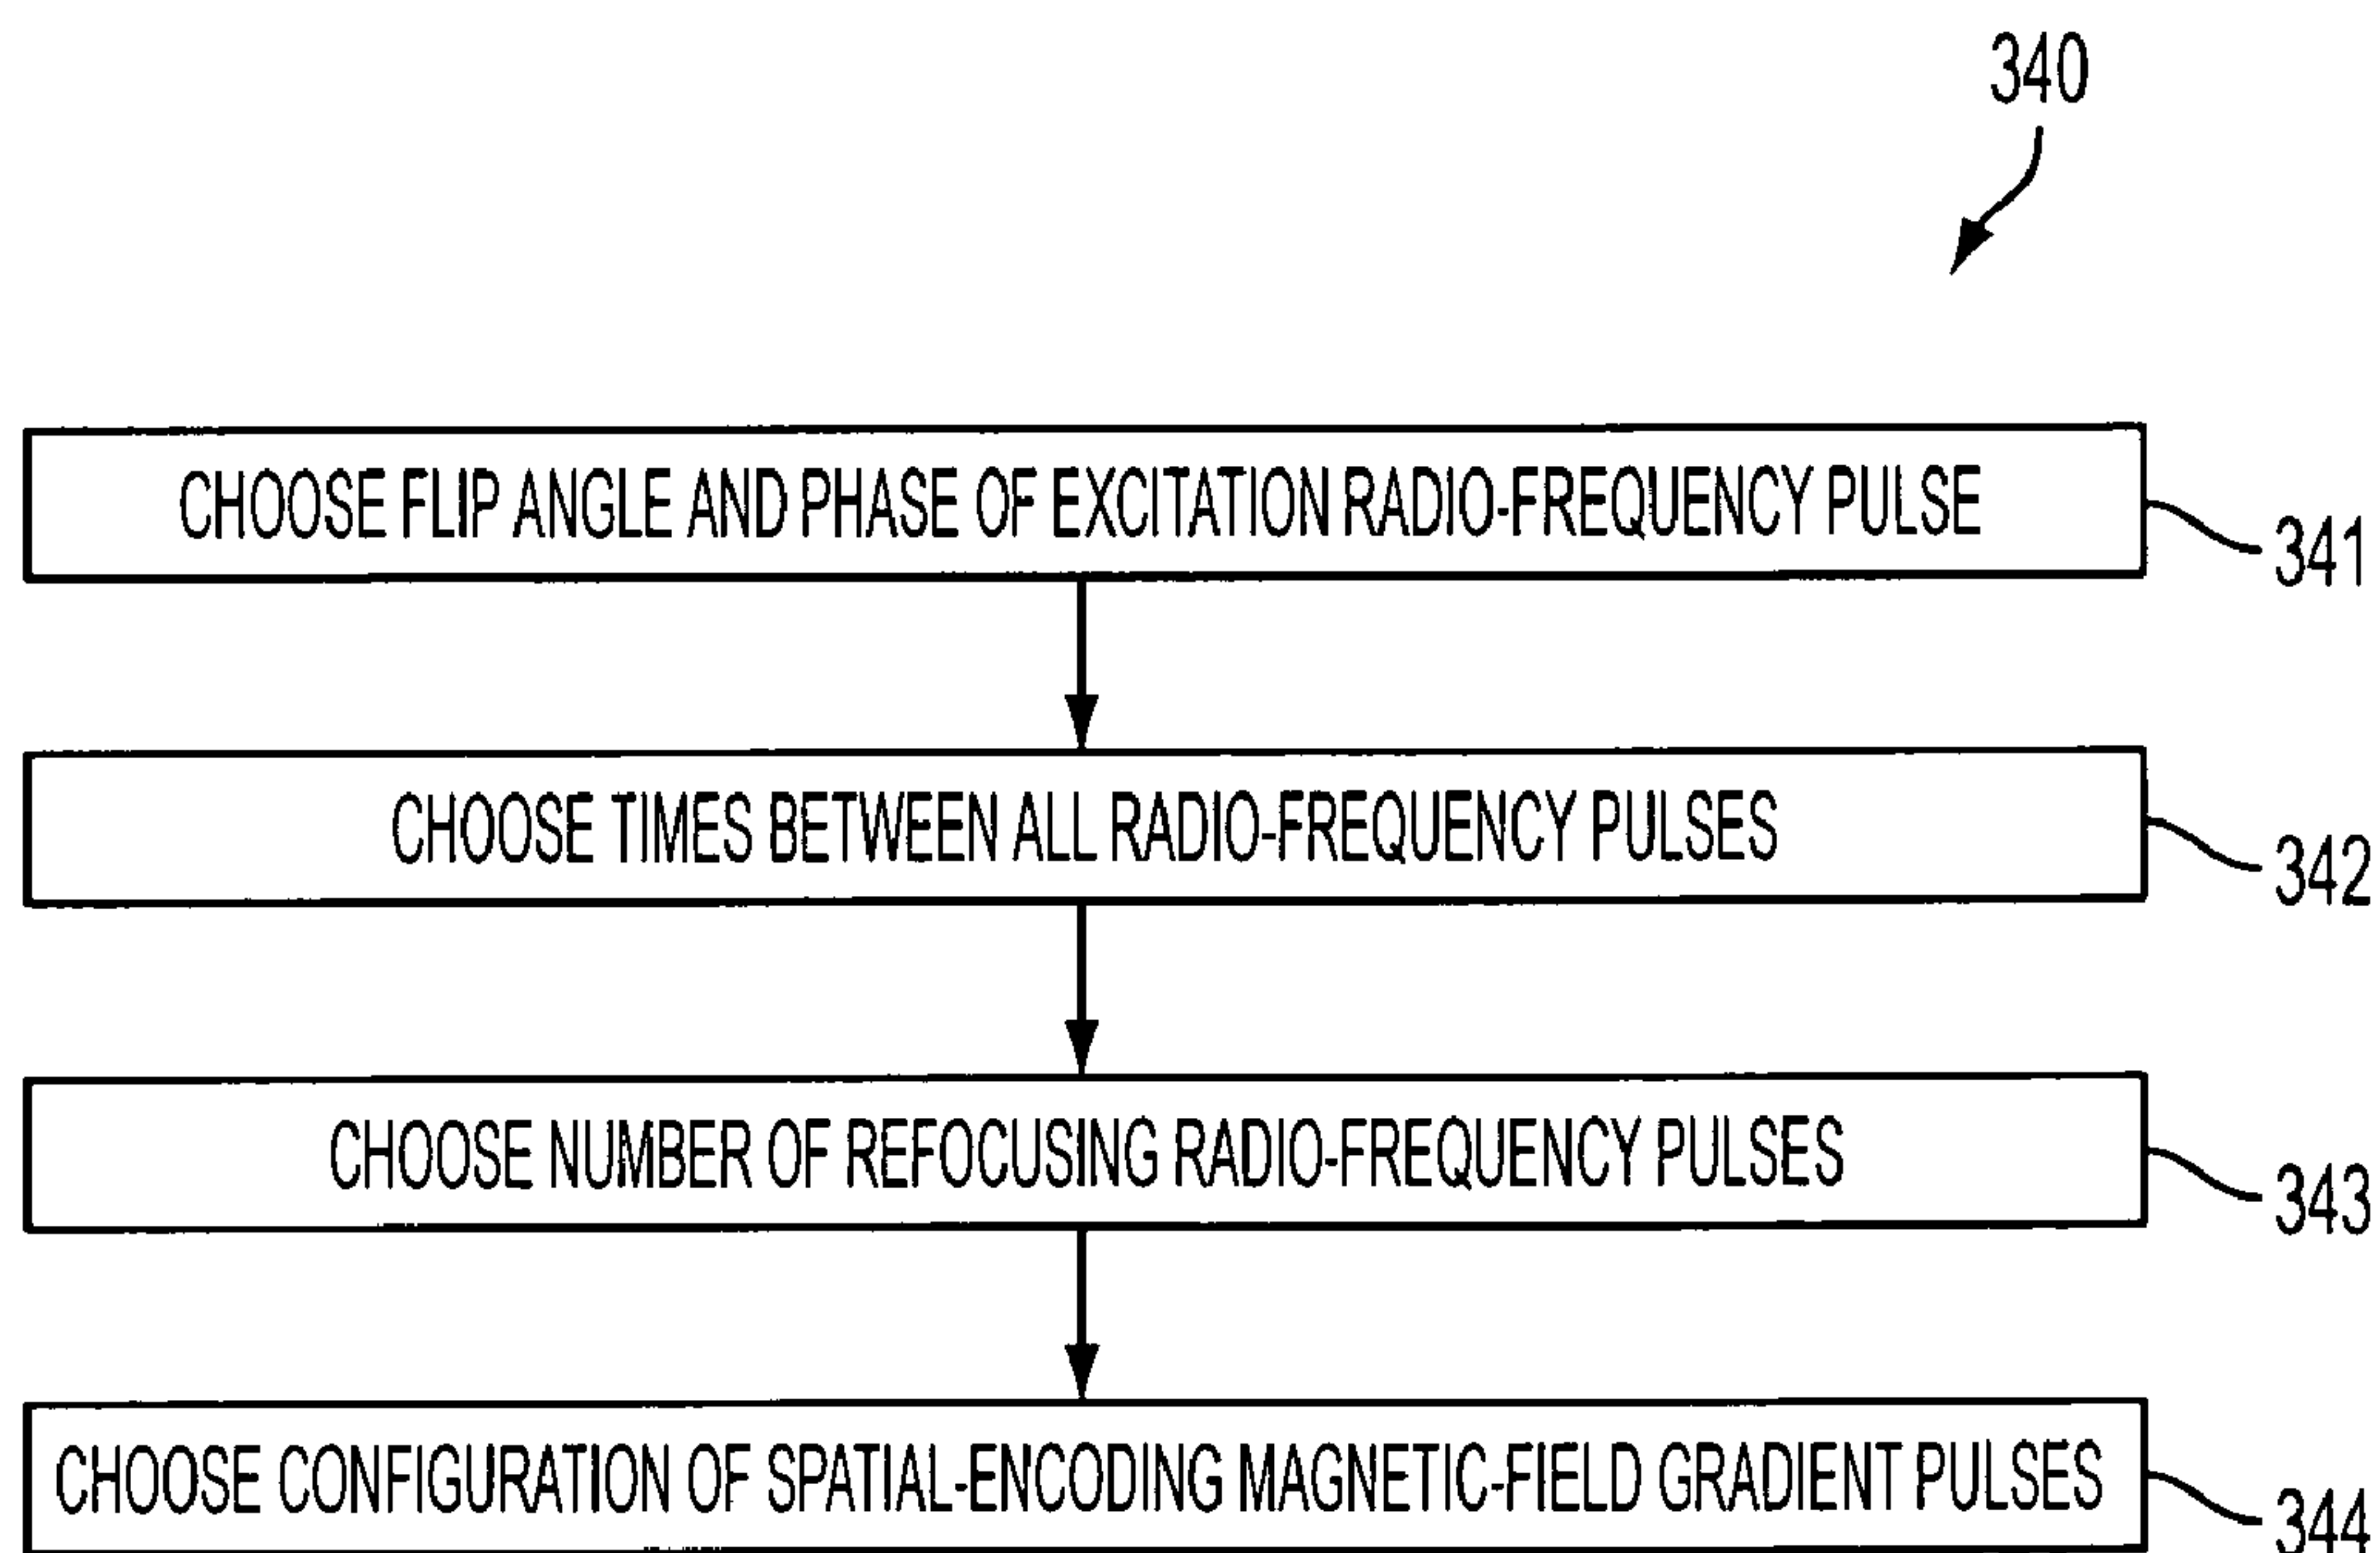 340
CHOOSE FLIP ANGLE AND PHASE OF EXCITATION RADIO-FREQUENCY PULSE
341
CHOOSE TIMES BETWEEN ALL RADIO-FREQUENCY PULSES
342
CHOOSE NUMBER OF REFOCUSING RADIO-FREQUENCY PULSES
343
CHOOSE CONFIGURATION OF SPATIAL-ENCODING MAGNETIC-FIELD GRADIENT PULSES
344